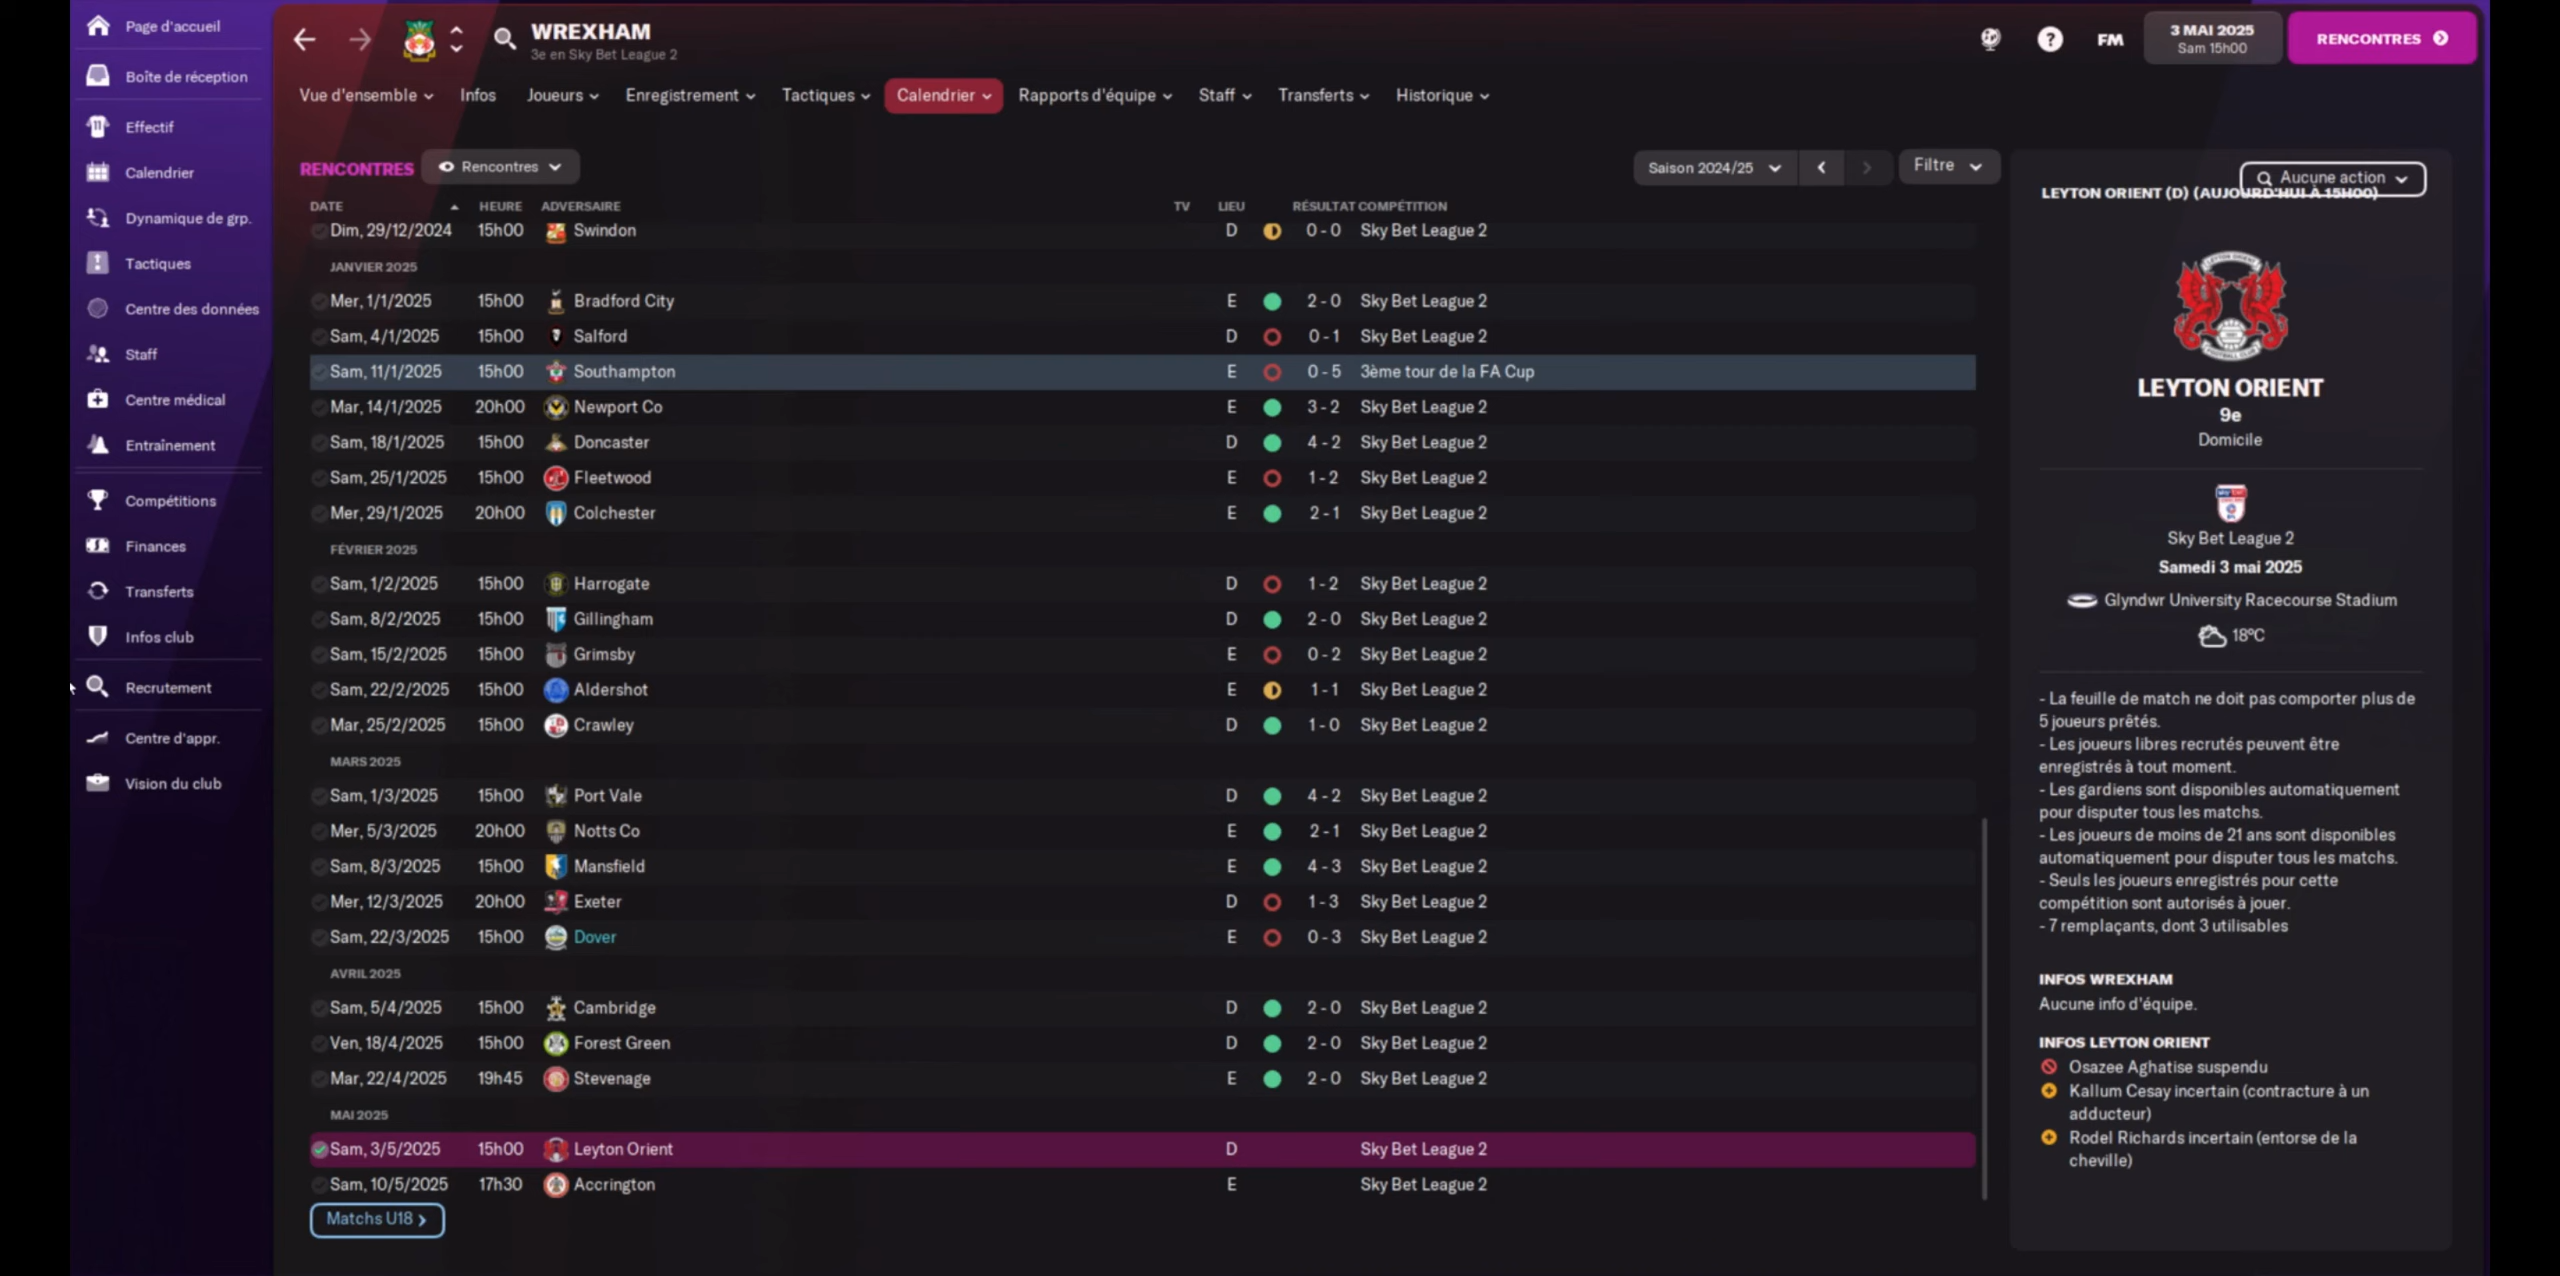 Page d'accueil
Boîte de réception
Effectif
Calendrier
Dynamique de grp.
Tactiques
Centre des données
Staff
Centre médical
Entraînement
Compétitions
Finances
Transferts
Infos club
Recrutement
Centre d'appr.
Vision du club
WREXHAM
3e en Sky Bet League 2
FM
3 MAI 2025
Sam 15h00
RENCONTRES
Vue d'ensemble Infos Joueurs Enregistrement Tactiques Calendrier Rapports d'équipe Staff Transferts Historique
RENCONTRES Rencontres Saison 2024/25 Filtre
DATE HEURE ADVERSAIRE TV LIEU RÉSULTAT COMPÉTITION
Dim, 29/12/2024 15h00 Swindon D 0 - 0 Sky Bet League 2
JANVIER 2025
Mer, 1/1/2025 15h00 Bradford City E 2 - 0 Sky Bet League 2
Sam, 4/1/2025 15h00 Salford D 0 - 1 Sky Bet League 2
Sam, 11/1/2025 15h00 Southampton E 0 - 5 3ème tour de la FA Cup
Mar, 14/1/2025 20h00 Newport Co E 3 - 2 Sky Bet League 2
Sam, 18/1/2025 15h00 Doncaster D 4 - 2 Sky Bet League 2
Sam, 25/1/2025 15h00 Fleetwood E 1 - 2 Sky Bet League 2
Mer, 29/1/2025 20h00 Colchester E 2 - 1 Sky Bet League 2
FÉVRIER 2025
Sam, 1/2/2025 15h00 Harrogate D 1 - 2 Sky Bet League 2
Sam, 8/2/2025 15h00 Gillingham D 2 - 0 Sky Bet League 2
Sam, 15/2/2025 15h00 Grimsby E 0 - 2 Sky Bet League 2
Sam, 22/2/2025 15h00 Aldershot E 1 - 1 Sky Bet League 2
Mar, 25/2/2025 15h00 Crawley D 1 - 0 Sky Bet League 2
MARS 2025
Sam, 1/3/2025 15h00 Port Vale D 4 - 2 Sky Bet League 2
Mer, 5/3/2025 20h00 Notts Co E 2 - 1 Sky Bet League 2
Sam, 8/3/2025 15h00 Mansfield E 4 - 3 Sky Bet League 2
Mer, 12/3/2025 20h00 Exeter D 1 - 3 Sky Bet League 2
Sam, 22/3/2025 15h00 Dover E 0 - 3 Sky Bet League 2
AVRIL 2025
Sam, 5/4/2025 15h00 Cambridge D 2 - 0 Sky Bet League 2
Ven, 18/4/2025 15h00 Forest Green D 2 - 0 Sky Bet League 2
Mar, 22/4/2025 19h45 Stevenage E 2 - 0 Sky Bet League 2
MAI 2025
Sam, 3/5/2025 15h00 Leyton Orient D Sky Bet League 2
Sam, 10/5/2025 17h30 Accrington E Sky Bet League 2
Matchs U18
Aucune action
LEYTON ORIENT (D) (AUJOURD'HUI À 15H00)
LEYTON ORIENT
9e
Domicile
Sky Bet League 2
Samedi 3 mai 2025
Glyndwr University Racecourse Stadium
18°C
- La feuille de match ne doit pas comporter plus de
5 joueurs prêtés.
- Les joueurs libres recrutés peuvent être
enregistrés à tout moment.
- Les gardiens sont disponibles automatiquement
pour disputer tous les matchs.
- Les joueurs de moins de 21 ans sont disponibles
automatiquement pour disputer tous les matchs.
- Seuls les joueurs enregistrés pour cette
compétition sont autorisés à jouer.
- 7 remplaçants, dont 3 utilisables
INFOS WREXHAM
Aucune info d'équipe.
INFOS LEYTON ORIENT
Osazee Aghatise suspendu
Kallum Cesay incertain (contracture à un
adducteur)
Rodel Richards incertain (entorse de la
cheville)